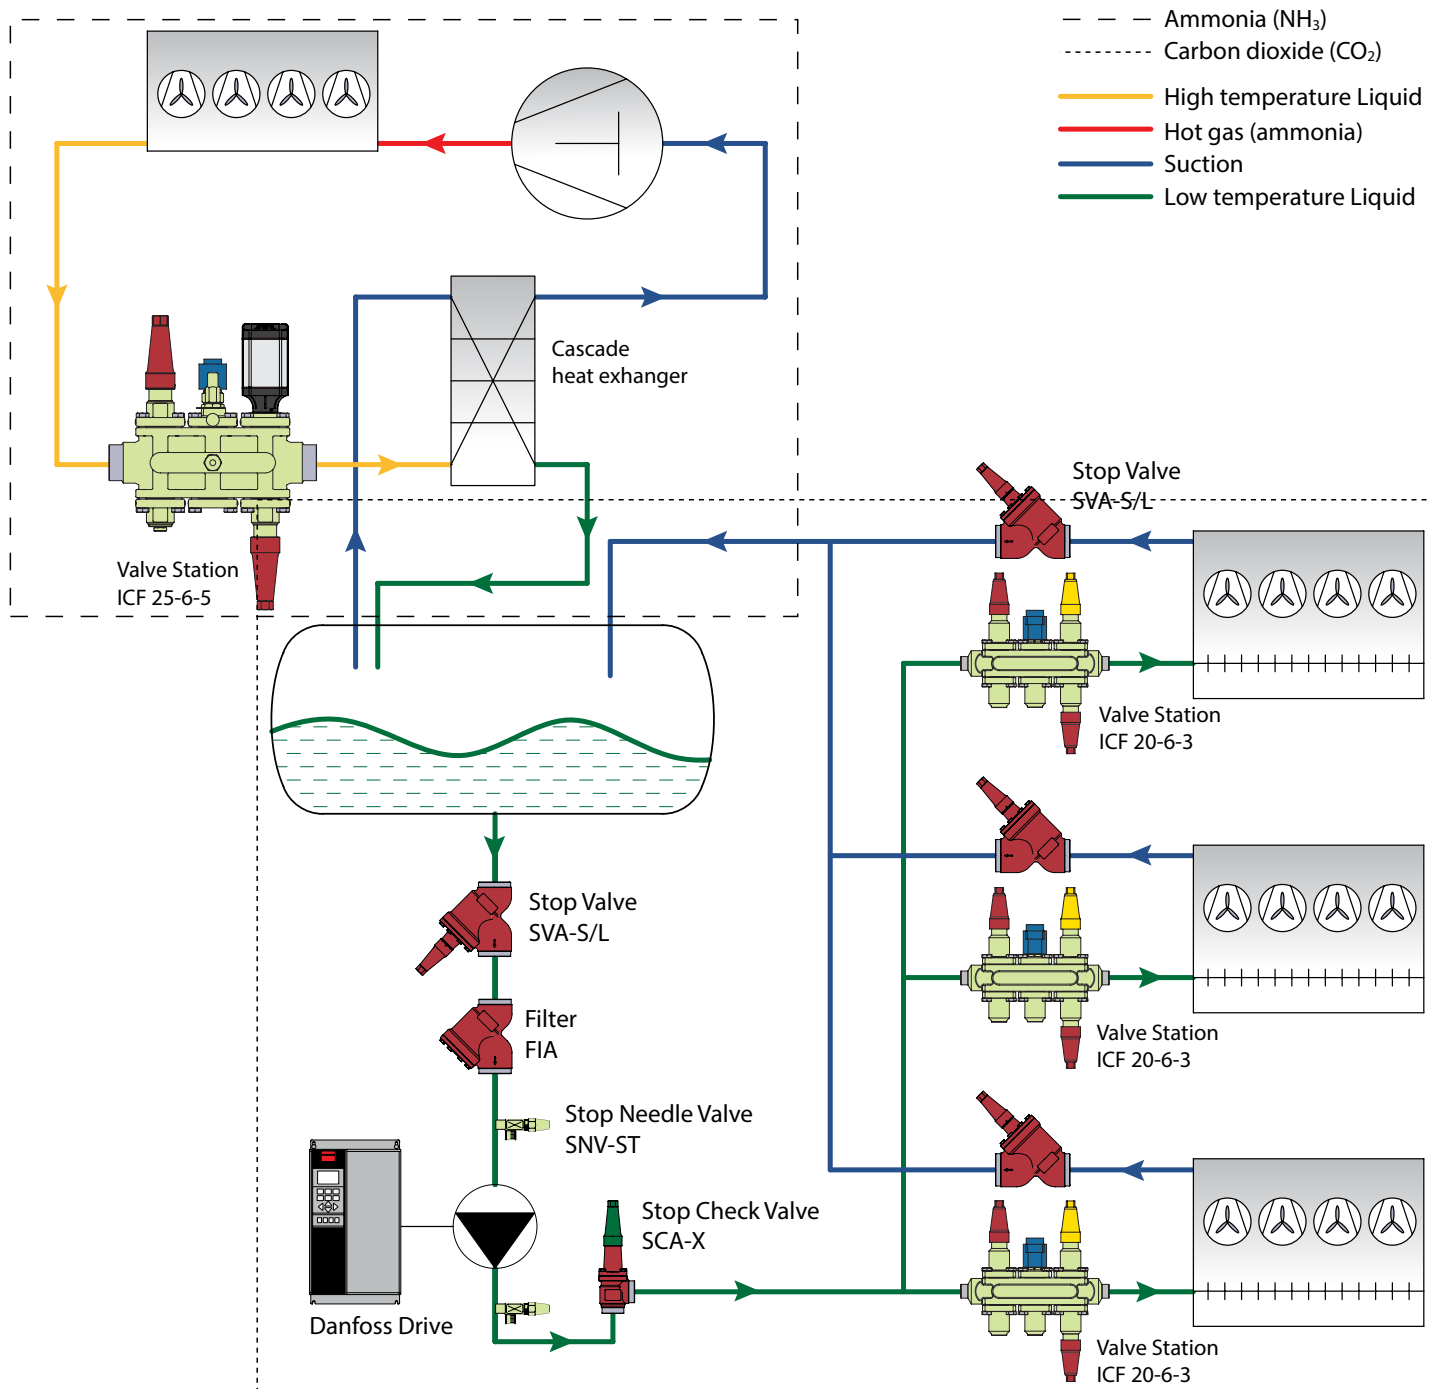 Ammonia (NH₃)
Carbon dioxide (CO₂)
High temperature Liquid
Hot gas (ammonia)
Suction
Low temperature Liquid
Cascade
heat exhanger
Valve Station
ICF 25-6-5
Stop Valve
SVA-S/L
Valve Station
ICF 20-6-3
Stop Valve
SVA-S/L
Filter
FIA
Valve Station
ICF 20-6-3
Stop Needle Valve
SNV-ST
Stop Check Valve
SCA-X
Danfoss Drive
Valve Station
ICF 20-6-3